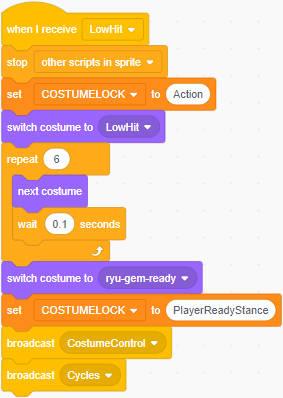 when I receive LowHit
stop other scripts in sprite
set COSTUMELOCK to Action
switch costume to LowHit
repeat 6
next costume
wait 0.1 seconds
switch costume to ryu-gem-ready
set COSTUMELOCK to PlayerReadyStance
broadcast CostumeControl
broadcast Cycles